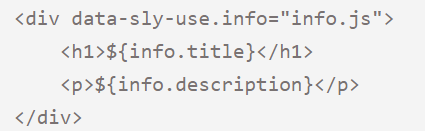 <div data-sly-use.info="info.js">
    <h1>${info.title}</h1>
    <p>${info.description}</p>
</div>